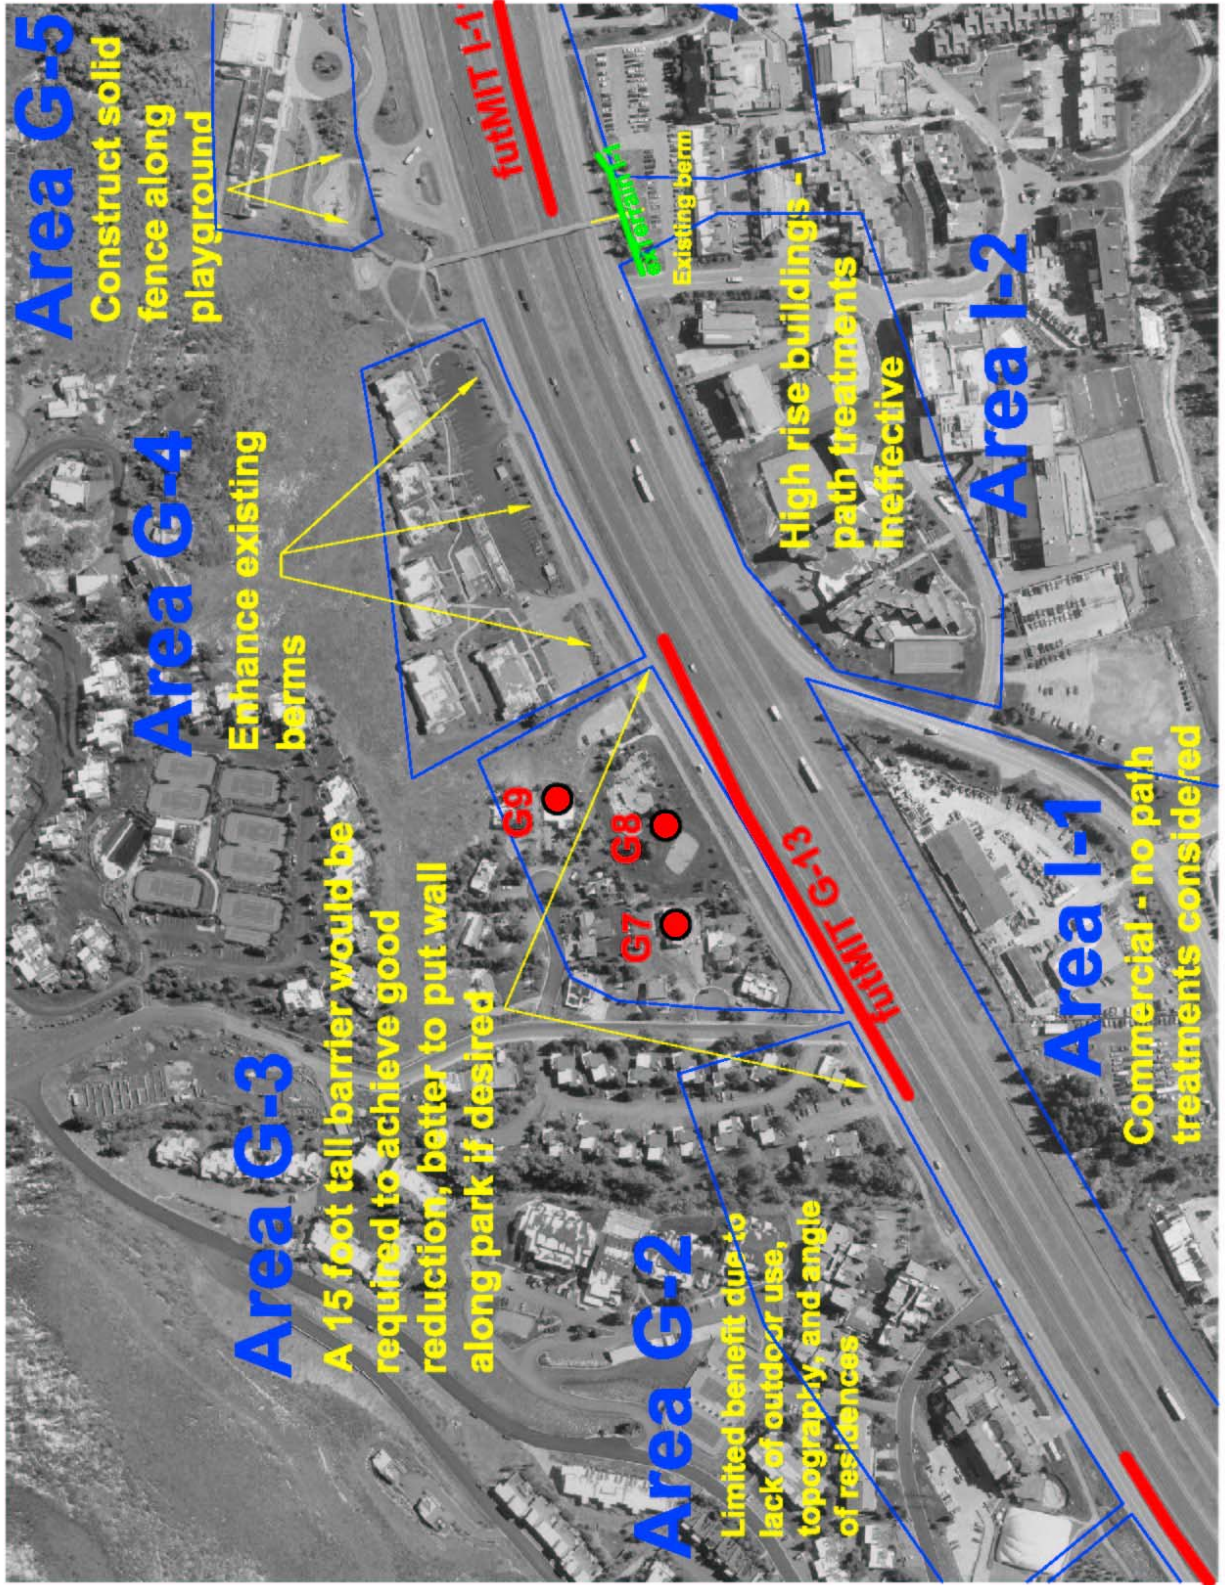 Area G-5
Construct solid
fence along
playground
Area G-4
Enhance existing
berms
Area G-3
A 15 foot tall barrier would be
required to achieve good
reduction, better to put wall
along park if desired
Area G-2
Limited benefit due to
lack of outdoor use,
topography, and angle
of residences
G9
G8
G7
futMIT G-13
futMIT I-1
Existing berm
High rise buildings -
path treatments
ineffective
Area I-2
Area I-1
Commercial - no path
treatments considered